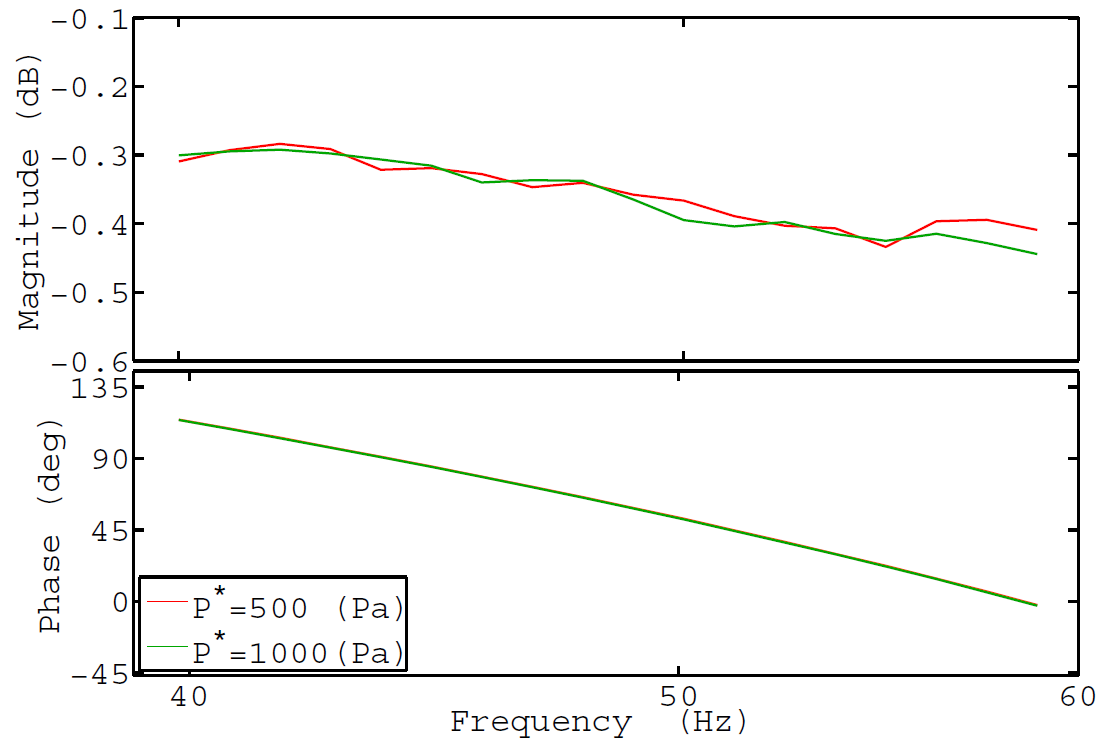 -0.1
-0.2
-0.3
-0.4
-0.5
-0.6
Magnitude (dB)
135
90
45
0
-45
Phase (deg)
P*=500 (Pa)
P*=1000(Pa)
40 50 60
Frequency (Hz)